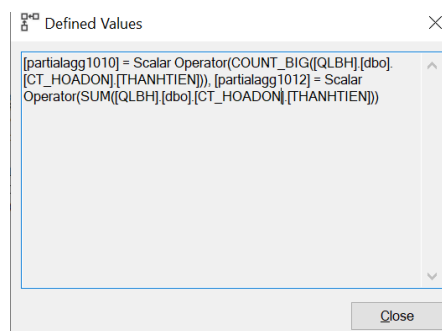 Defined Values
[partialagg1010] = Scalar Operator(COUNT_BIG([QLBH].[dbo].
[CT_HOADON].[THANHTIEN])), [partialagg1012] = Scalar
Operator(SUM([QLBH].[dbo].[CT_HOADON].[THANHTIEN]))
Close